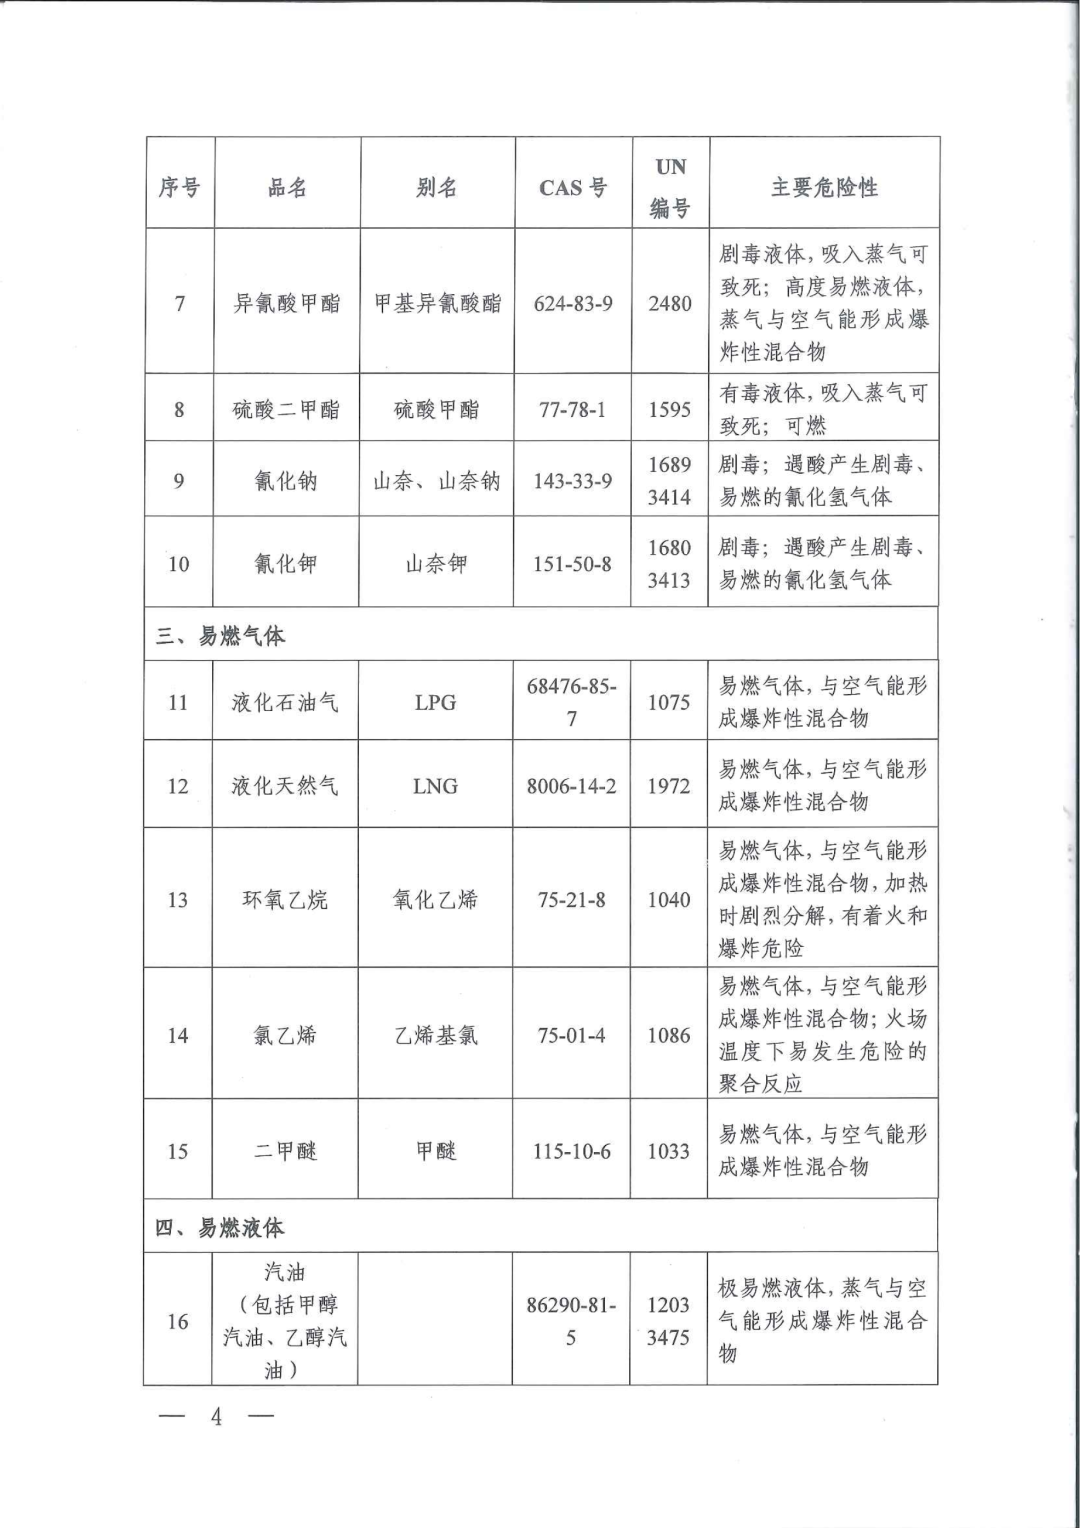 序号 品名 别名 CAS 号 UN 编号 主要危险性
7 异氰酸甲酯 甲基异氰酸酯 624-83-9 2480 剧毒液体，吸入蒸气可
致死；高度易燃液体，
蒸气与空气能形成爆
炸性混合物
8 硫酸二甲酯 硫酸甲酯 77-78-1 1595 有毒液体，吸入蒸气可
致死；可燃
9 氰化钠 山奈、山奈钠 143-33-9 1689 剧毒；遇酸产生剧毒、
3414 易燃的氰化氢气体
10 氰化钾 山奈钾 151-50-8 1680 剧毒；遇酸产生剧毒、
3413 易燃的氰化氢气体
三、易燃气体
11 液化石油气 LPG 68476-85- 1075 易燃气体，与空气能形
7 成爆炸性混合物
12 液化天然气 LNG 8006-14-2 1972 易燃气体，与空气能形
成爆炸性混合物
13 环氧乙烷 氧化乙烯 75-21-8 1040 易燃气体，与空气能形
成爆炸性混合物，加热
时剧烈分解，有着火和
爆炸危险
14 氯乙烯 乙烯基氯 75-01-4 1086 易燃气体，与空气能形
成爆炸性混合物；火场
温度下易发生危险的
聚合反应
15 二甲醚 甲醚 115-10-6 1033 易燃气体，与空气能形
成爆炸性混合物
四、易燃液体
16 汽油
（包括甲醇
汽油、乙醇汽
油）
86290-81-
5
1203
3475
极易燃液体，蒸气与空
气能形成爆炸性混合
物
— 4 —